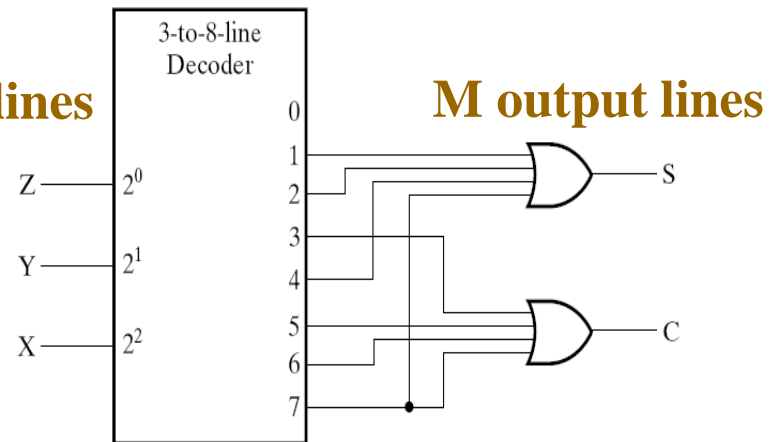 3-to-8-line
Decoder
lines
M output lines
0
1
2
3
4
5
6
7
Z
2⁰
Y
2¹
X
2²
S
C